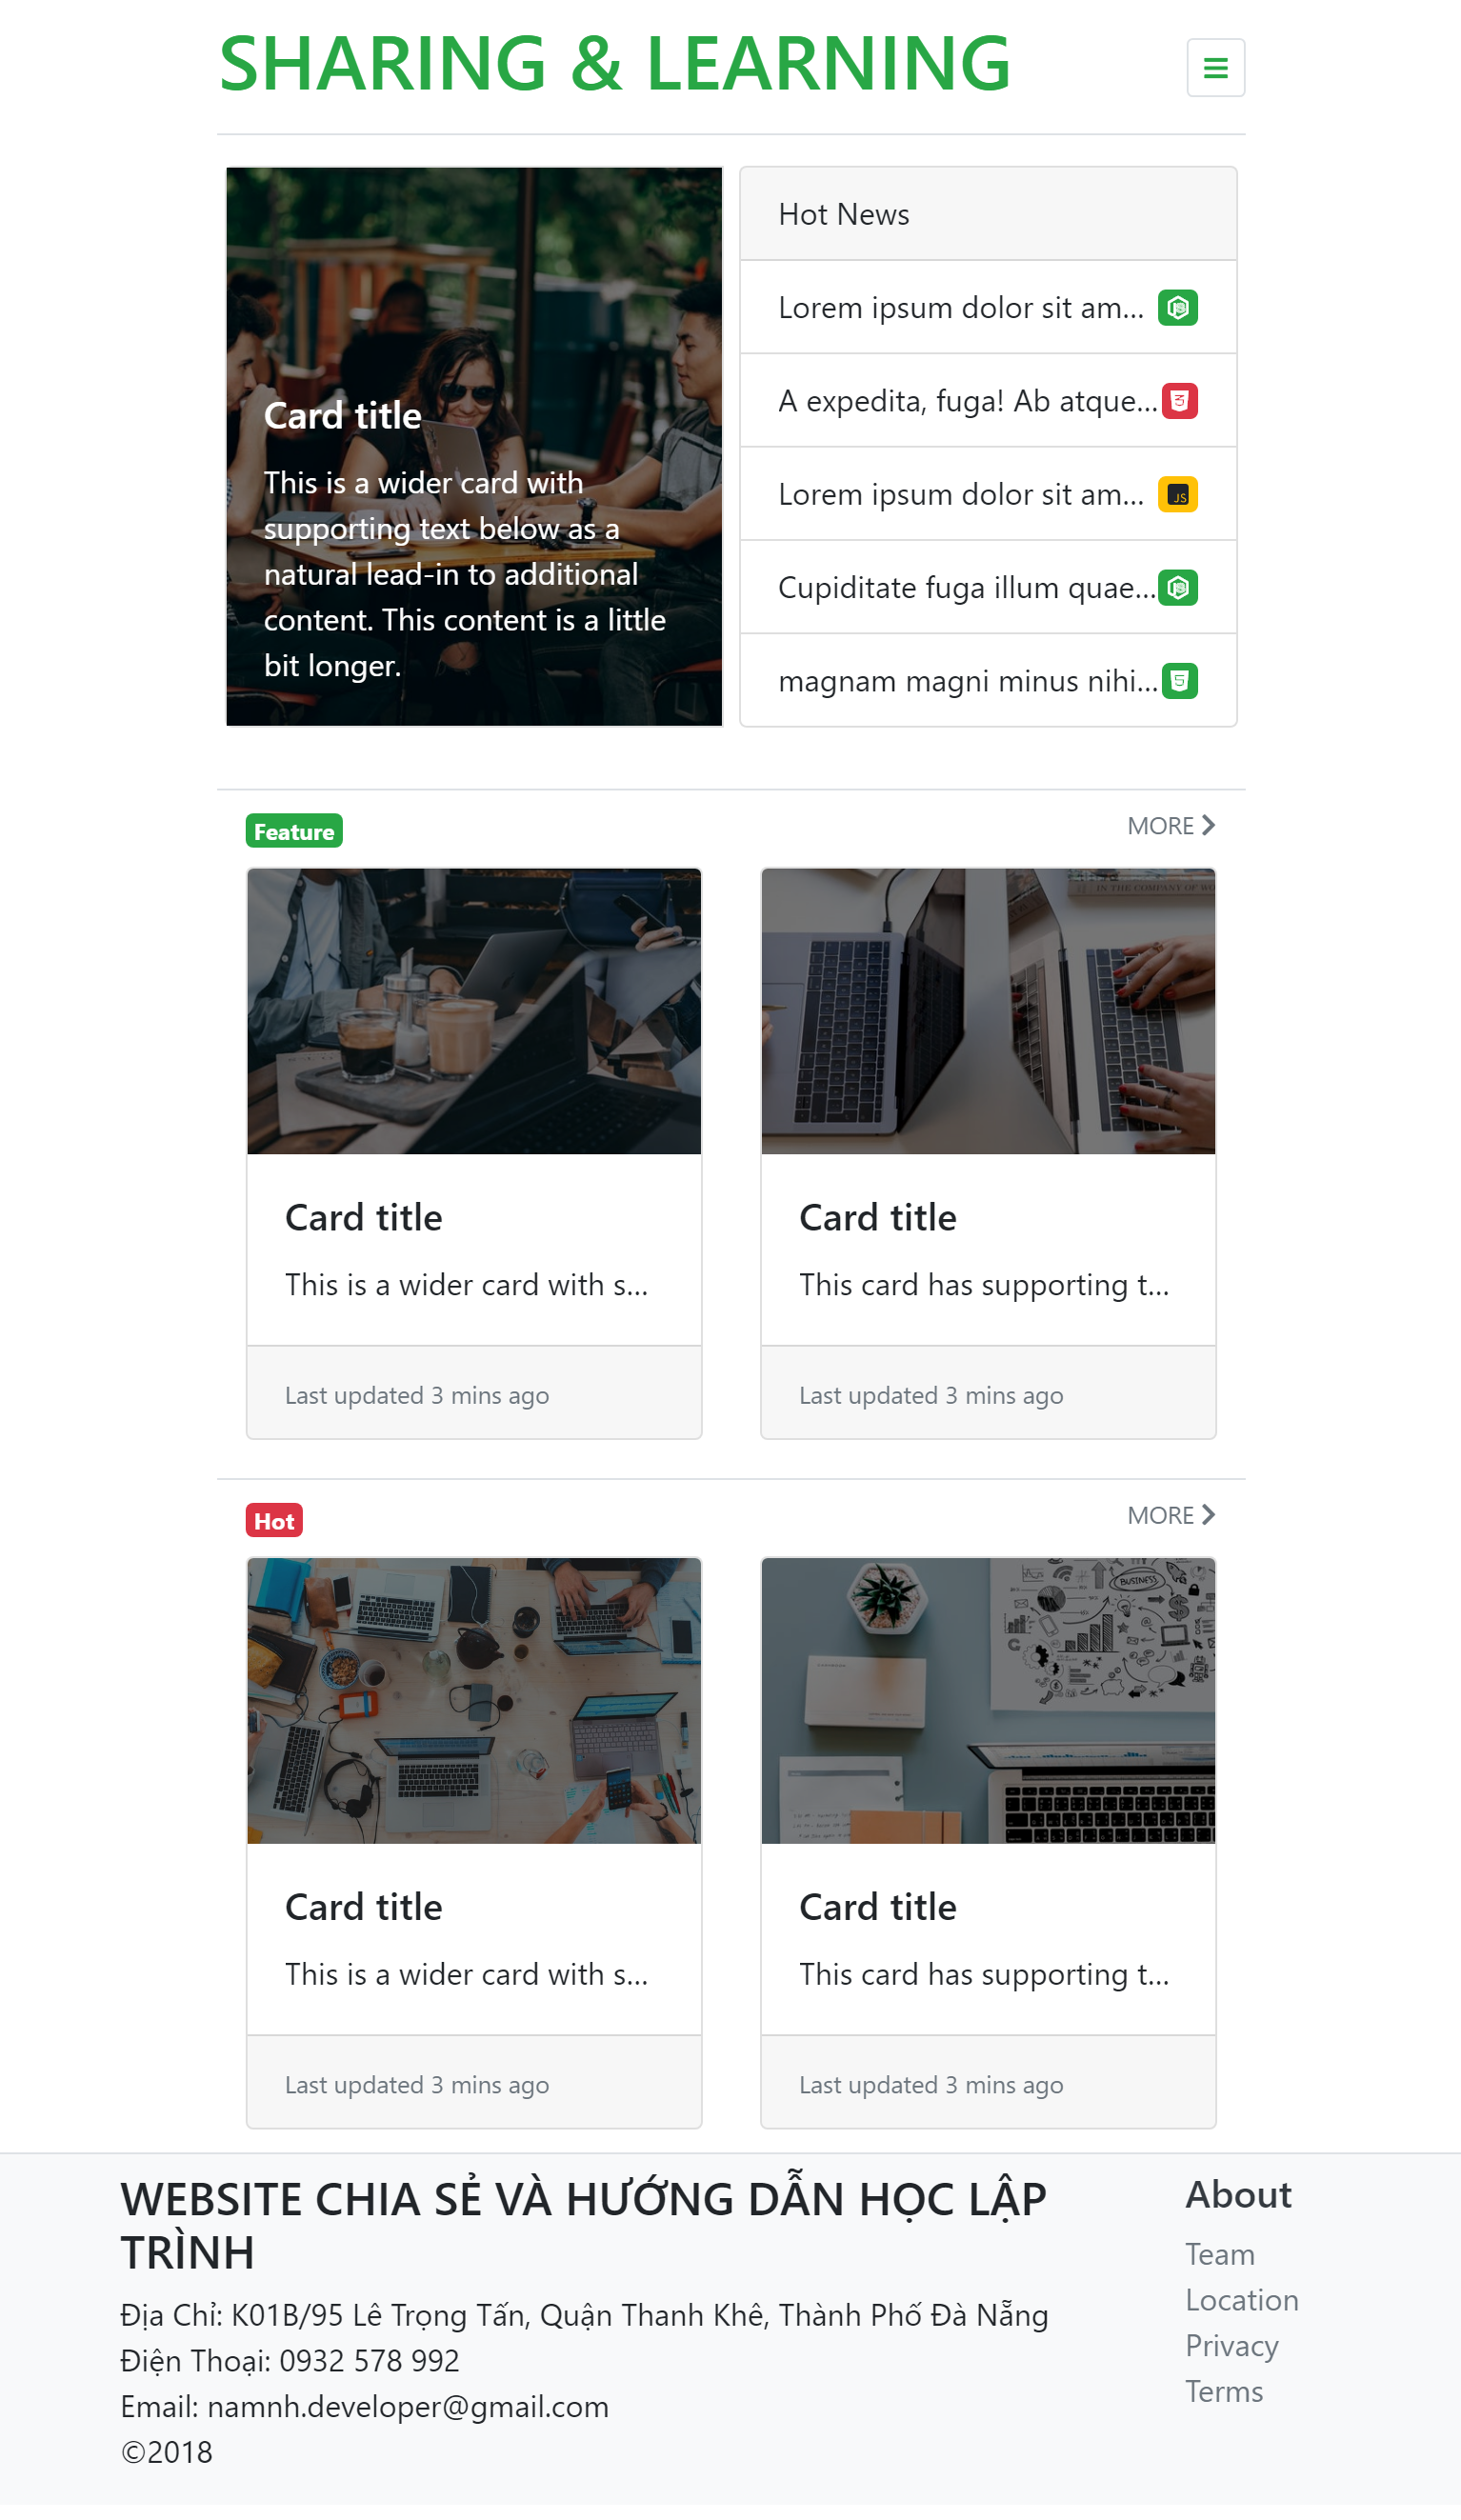 SHARING & LEARNING
Card title
This is a wider card with
supporting text below as a
natural lead-in to additional
content. This content is a little
bit longer.
Hot News
Lorem ipsum dolor sit am...
A expedita, fuga! Ab atque...
Lorem ipsum dolor sit am...
JS
Cupiditate fuga illum quae...
magnam magni minus nihi...
Feature
MORE
IN THE COMPANY OF WO
Card title
This is a wider card with s...
Last updated 3 mins ago
Card title
This card has supporting t...
Last updated 3 mins ago
Hot
MORE
BUSINESS
Card title
This is a wider card with s...
Last updated 3 mins ago
Card title
This card has supporting t...
Last updated 3 mins ago
WEBSITE CHIA SẺ VÀ HƯỚNG DẪN HỌC LẬP
TRÌNH
Địa Chỉ: K01B/95 Lê Trọng Tấn, Quận Thanh Khê, Thành Phố Đà Nẵng
Điện Thoại: 0932 578 992
Email: namnh.developer@gmail.com
©2018
About
Team
Location
Privacy
Terms